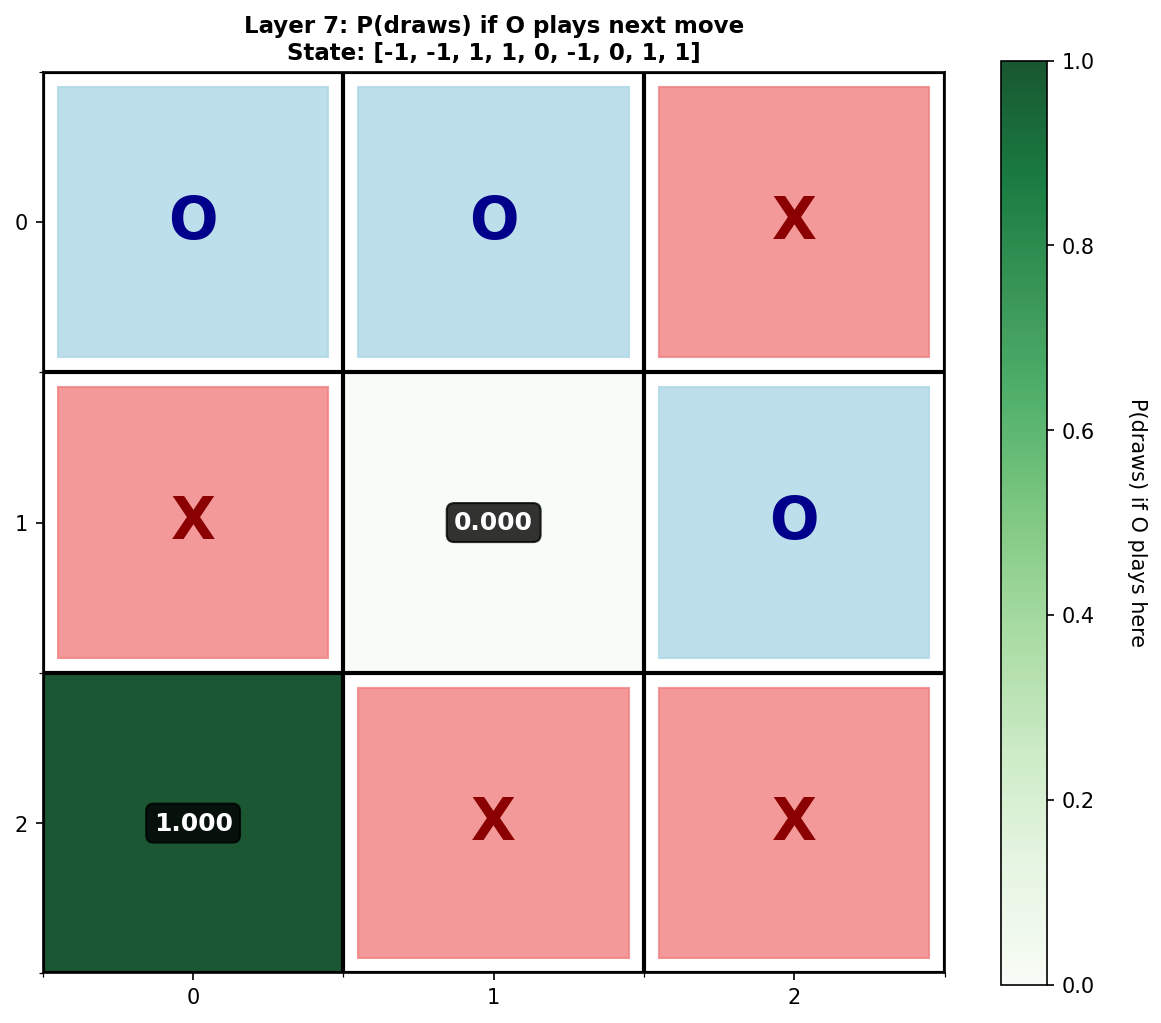 Layer 7: P(draws) if O plays next move
State: [-1, -1, 1, 1, 0, -1, 0, 1, 1]
O O X
X 0.000 O
1.000 X X
0
1
2
0 1 2
1.0
0.8
0.6
0.4
0.2
0.0
P(draws) if O plays here